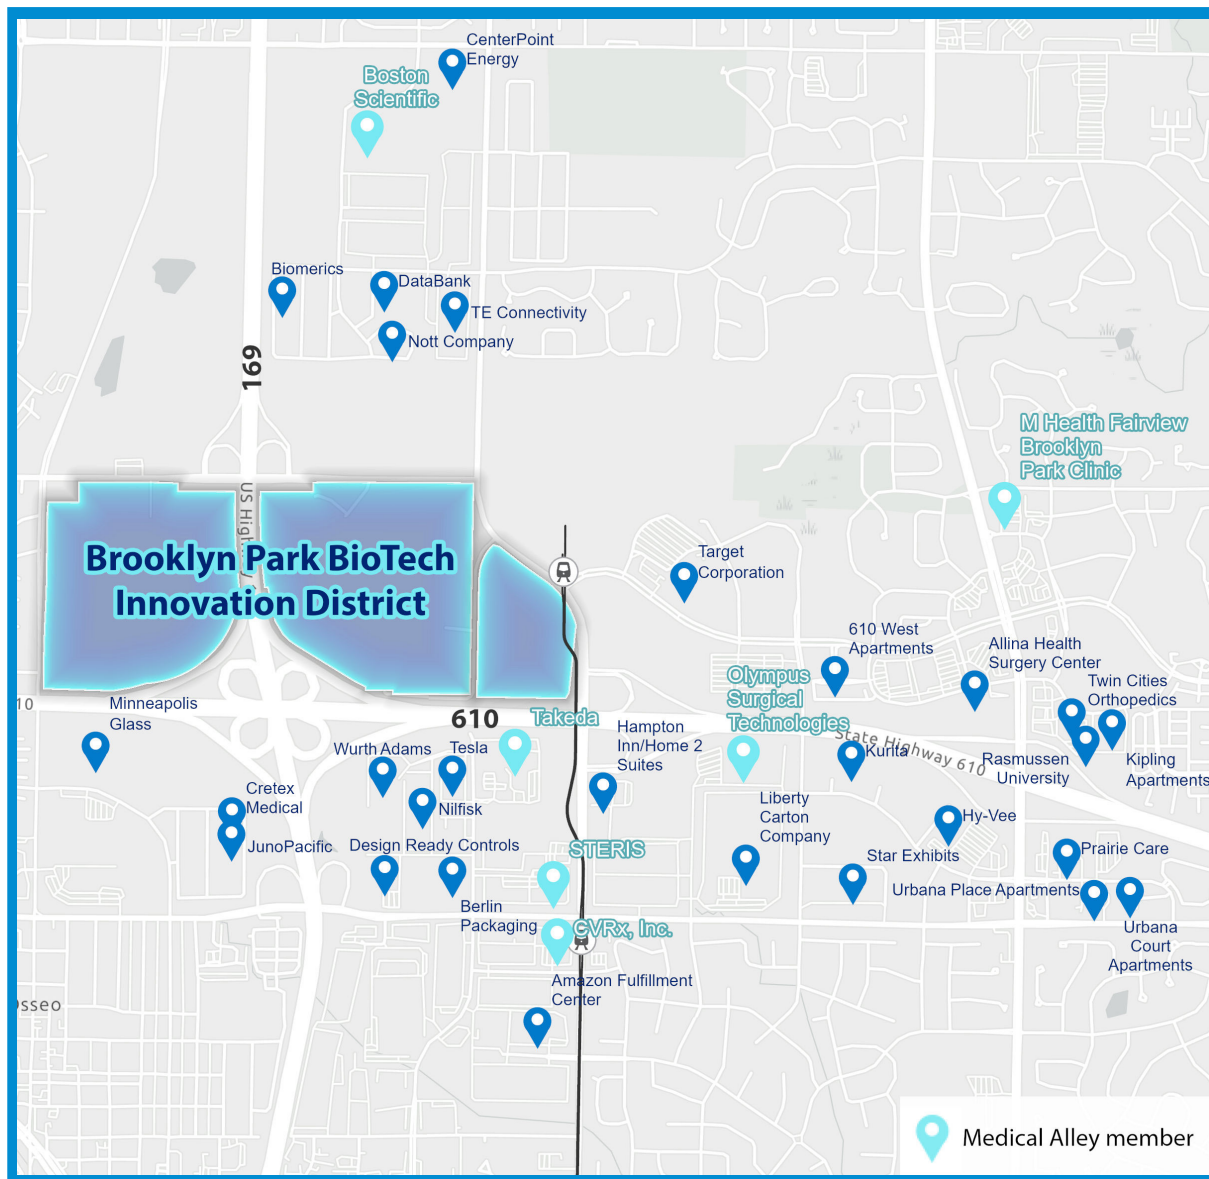 CenterPoint
Energy
Boston
Scientific
Biomerics
DataBank
TE Connectivity
Nott Company
169
M Health Fairview
Brooklyn
Park Clinic
US High
Brooklyn Park BioTech
Innovation District
Target
Corporation
610 West
Apartments
Allina Health
Surgery Center
Twin Cities
Orthopedics
Olympus
Surgical
Technologies
10
Minneapolis
Glass
610
Takeda
Hampton
Inn/Home 2
Suites
State Highway 610
Kurita
Rasmussen
University
Kipling
Apartments
Wurth Adams
Tesla
Nilfisk
Cretex
Medical
JunoPacific
Design Ready Controls
Liberty
Carton
Company
Hy-Vee
Star Exhibits
Prairie Care
Urbana Place Apartments
STERIS
Berlin
Packaging
CVRx, Inc.
Urbana
Court
Apartments
Amazon Fulfillment
Center
sseo
Medical Alley member